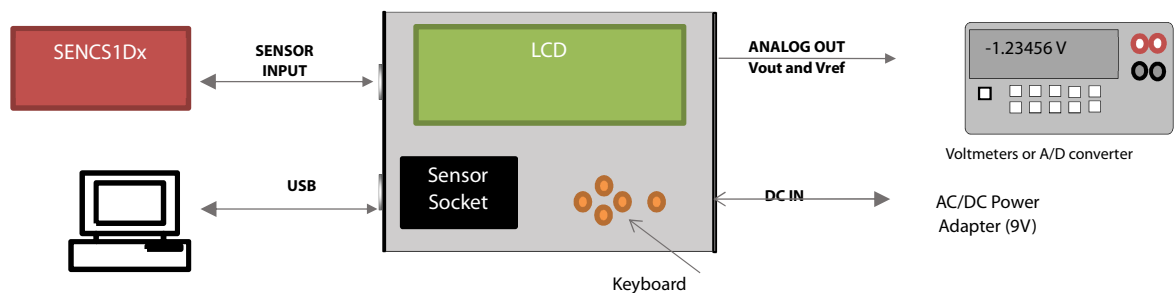 SENCS1Dx
SENSOR
INPUT
LCD
ANALOG OUT
Vout and Vref
-1.23456 V
Voltmeters or A/D converter
USB
Sensor
Socket
DC IN
AC/DC Power
Adapter (9V)
Keyboard